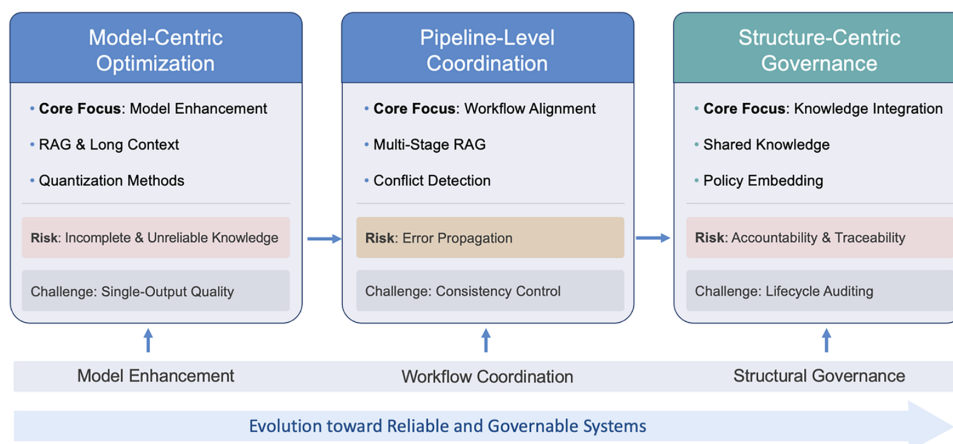 Model-Centric
Optimization
• Core Focus: Model Enhancement
• RAG & Long Context
• Quantization Methods
Risk: Incomplete & Unreliable Knowledge
Challenge: Single-Output Quality
Pipeline-Level
Coordination
• Core Focus: Workflow Alignment
• Multi-Stage RAG
• Conflict Detection
Risk: Error Propagation
Challenge: Consistency Control
Structure-Centric
Governance
• Core Focus: Knowledge Integration
• Shared Knowledge
• Policy Embedding
Risk: Accountability & Traceability
Challenge: Lifecycle Auditing
Model Enhancement
Workflow Coordination
Structural Governance
Evolution toward Reliable and Governable Systems